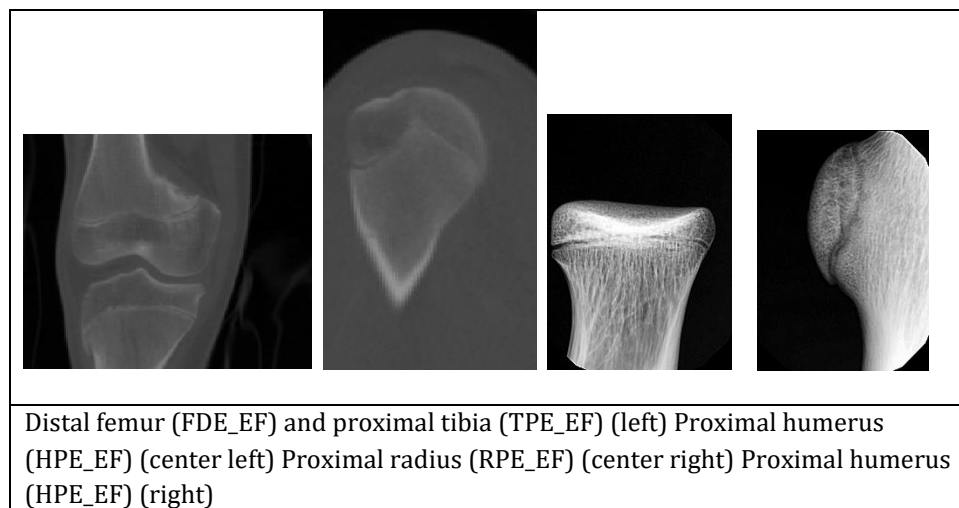 Distal femur (FDE_EF) and proximal tibia (TPE_EF) (left) Proximal humerus
(HPE_EF) (center left) Proximal radius (RPE_EF) (center right) Proximal humerus
(HPE_EF) (right)